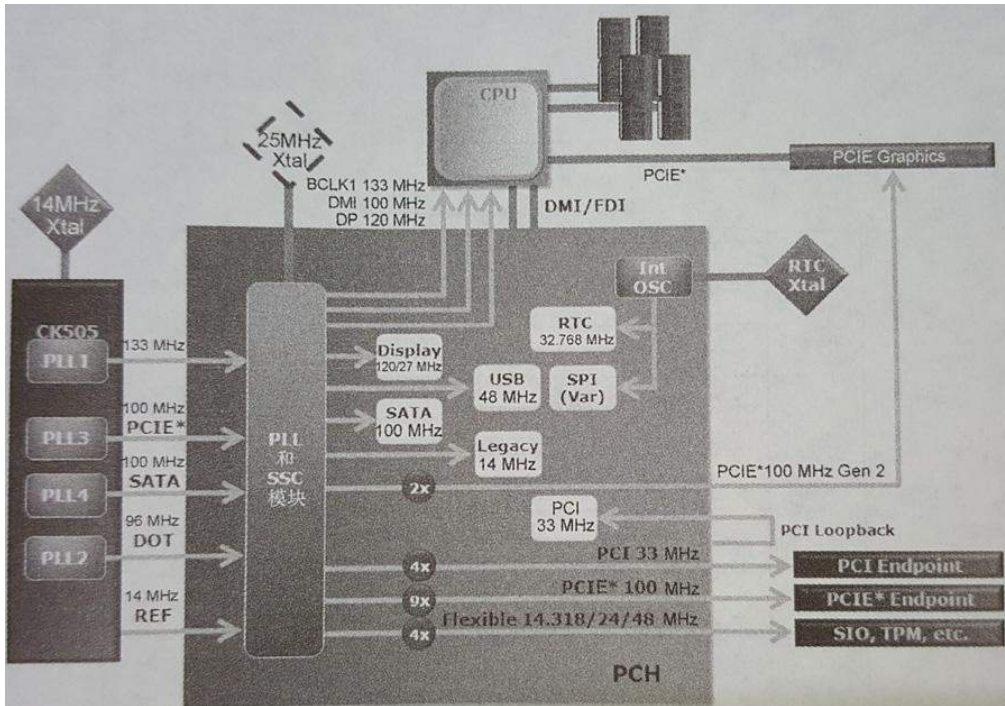 CPU
25MHz
Xtal
PCIE Graphics
PCIE*
BCLK1 133 MHz
DMI 100 MHz
DP 120 MHz
DMI/FDI
14MHz
Xtal
Int
OSC
RTC
Xtal
CK505
PLL1
133 MHz
RTC
32.768 MHz
Display
120/27 MHz
USB
48 MHz
SPI
(Var)
100 MHz
PCIE*
PLL3
SATA
100 MHz
PLL
和
SSC
模块
Legacy
14 MHz
100 MHz
SATA
PLL4
2x
PCIE*100 MHz Gen 2
PCI
33 MHz
PCI Loopback
96 MHz
DOT
PLL2
4x
PCI 33 MHz
PCI Endpoint
9x
PCIE* 100 MHz
PCIE* Endpoint
14 MHz
REF
4x
Flexible 14.318/24/48 MHz
SIO, TPM, etc.
PCH